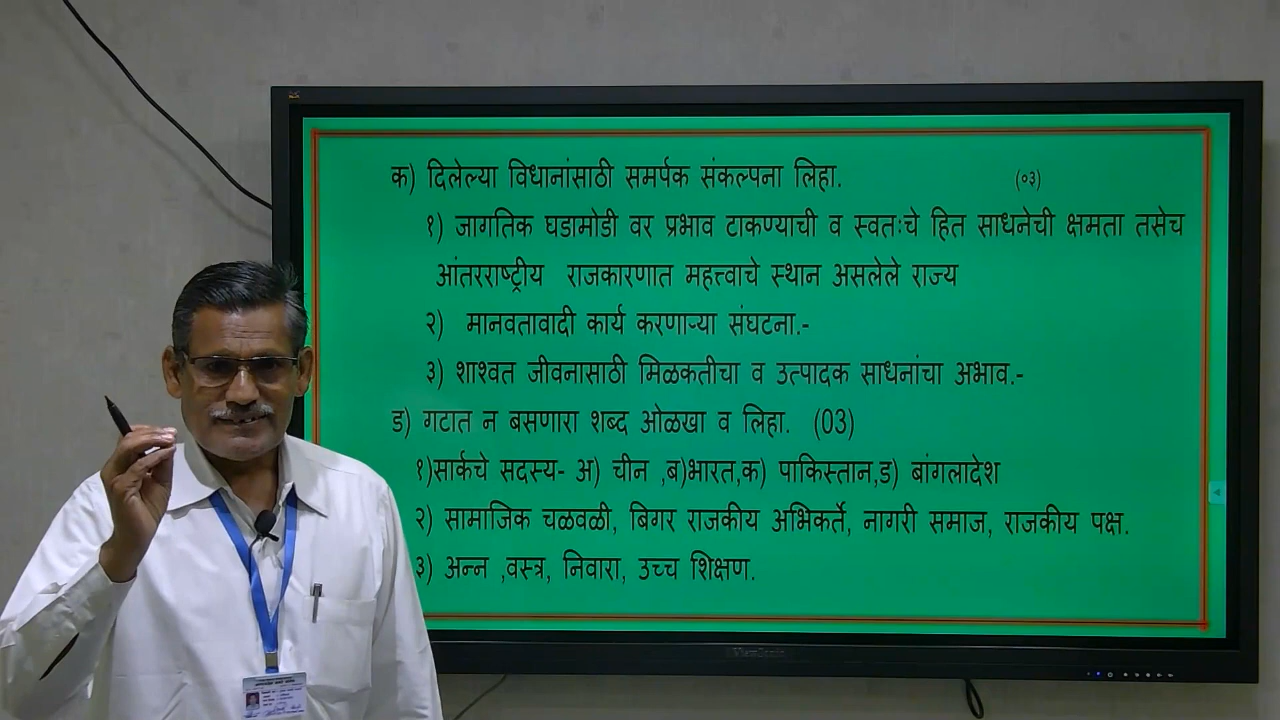 क) दिलेल्या विधानांसाठी समर्पक संकल्पना लिहा. (०३)
१) जागतिक घडामोडी वर प्रभाव टाकण्याची व स्वतःचे हित साधनेची क्षमता तसेच
आंतरराष्ट्रीय राजकारणात महत्त्वाचे स्थान असलेले राज्य
२) मानवतावादी कार्य करणाऱ्या संघटना.-
३) शाश्वत जीवनासाठी मिळकतीचा व उत्पादक साधनांचा अभाव.-
ड) गटात न बसणारा शब्द ओळखा व लिहा. (03)
१)सार्कचे सदस्य- अ) चीन ,ब)भारत,क) पाकिस्तान,ड) बांगलादेश
२) सामाजिक चळवळी, बिगर राजकीय अभिकर्ते, नागरी समाज, राजकीय पक्ष.
३) अन्न ,वस्त्र, निवारा, उच्च शिक्षण.
ViewSonic